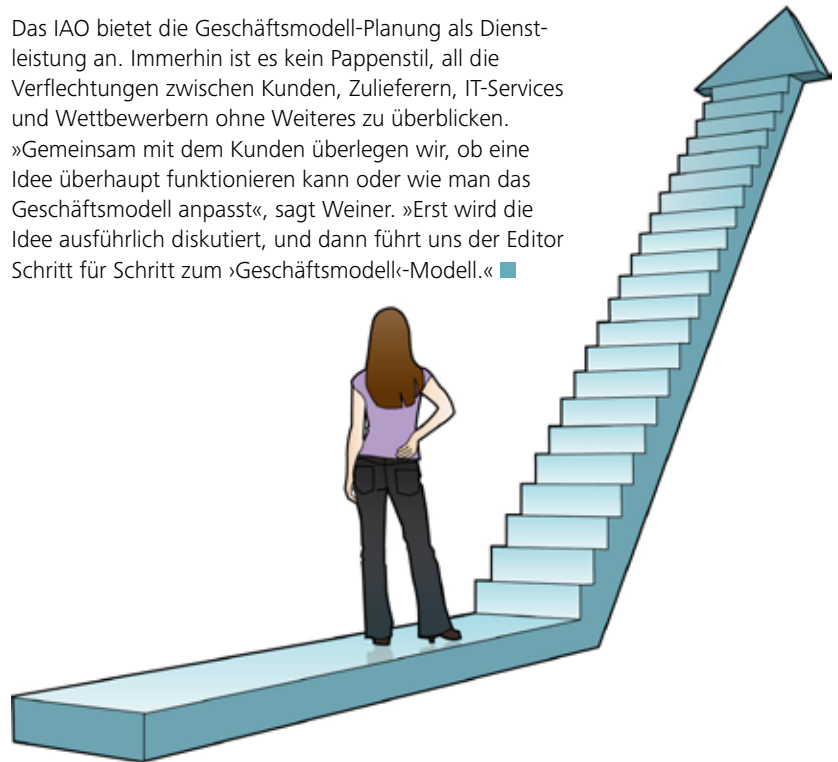 Das IAO bietet die Geschäftsmodell-Planung als Dienst-
leistung an. Immerhin ist es kein Pappenstil, all die
Verflechtungen zwischen Kunden, Zulieferern, IT-Services
und Wettbewerbern ohne Weiteres zu überblicken.
»Gemeinsam mit dem Kunden überlegen wir, ob eine
Idee überhaupt funktionieren kann oder wie man das
Geschäftsmodell anpasst«, sagt Weiner. »Erst wird die
Idee ausführlich diskutiert, und dann führt uns der Editor
Schritt für Schritt zum ›Geschäftsmodell‹-Modell.«